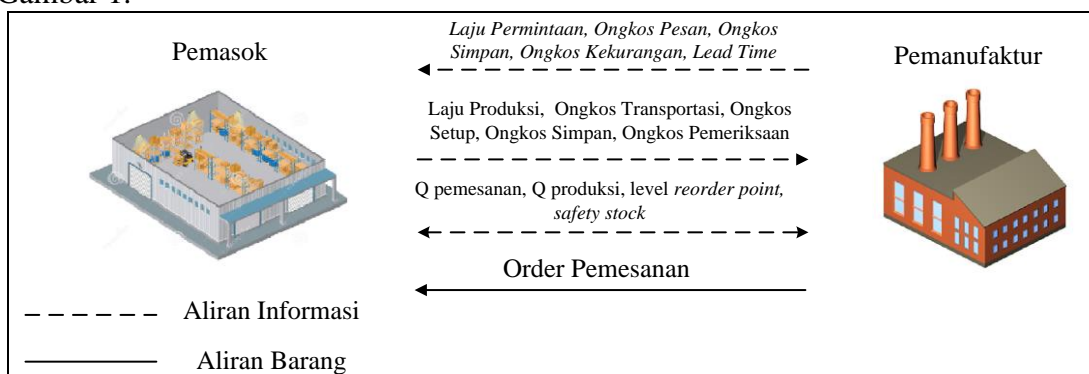 Gambar 1.
Laju Permintaan, Ongkos Pesan, Ongkos
Simpan, Ongkos Kekurangan, Lead Time
Pemasok
Pemanufaktur
Laju Produksi, Ongkos Transportasi, Ongkos
Setup, Ongkos Simpan, Ongkos Pemeriksaan
Q pemesanan, Q produksi, level reorder point,
safety stock
Order Pemesanan
Aliran Informasi
Aliran Barang